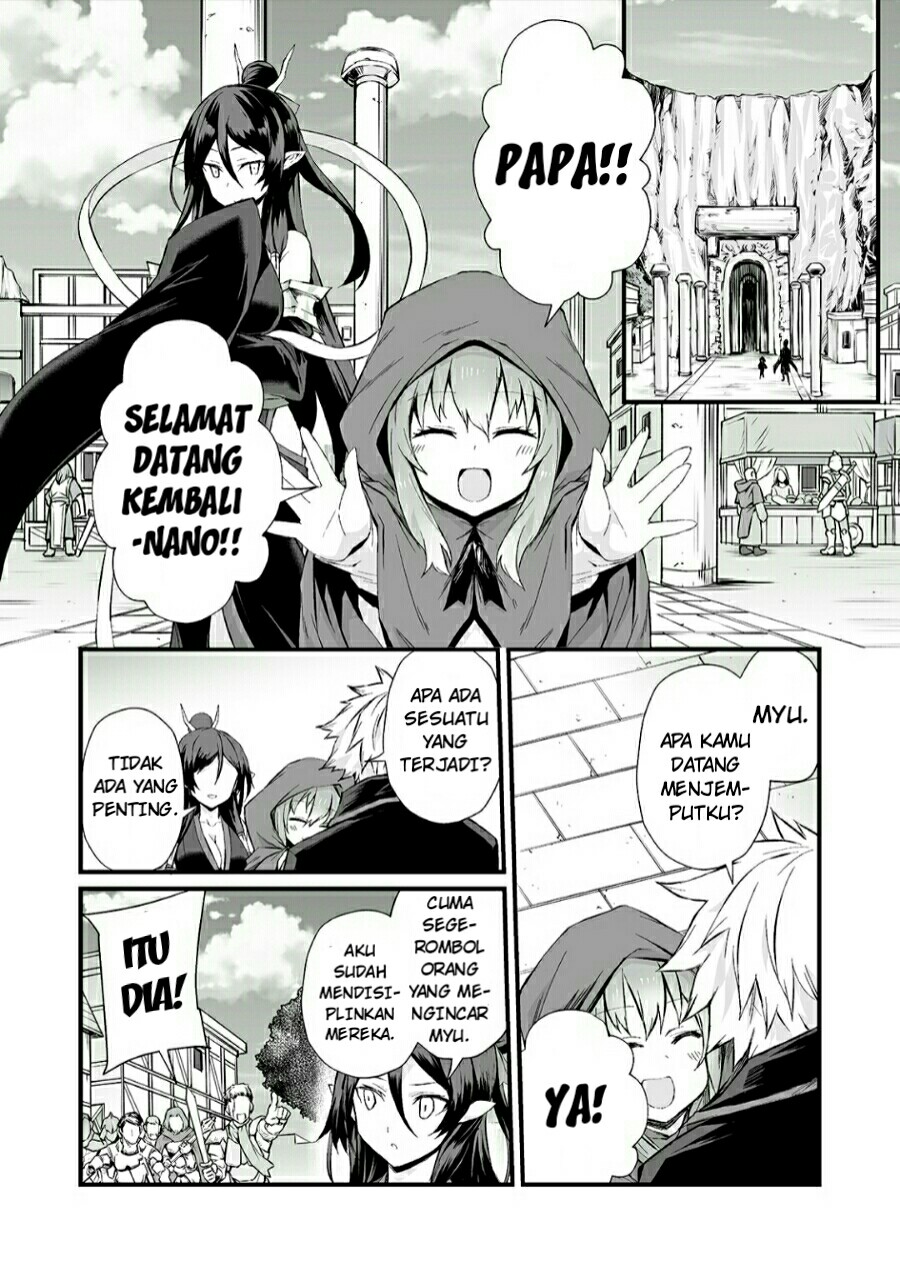 PAPA!!
SELAMAT
DATANG
KEMBALI
-NANO!!
MYU.
APA KAMU
DATANG
MENJEM-
PUTKU?
YA!
APA ADA
SESUATU
YANG
TERJADI?
TIDAK
ADA YANG
PENTING.
CUMA
SEGE-
ROMBOL
ORANG
YANG ME-
NGINCAR
MYU.
AKU
SUDAH
MENDISI-
PLINKAN
MEREKA.
ITU
DIA!